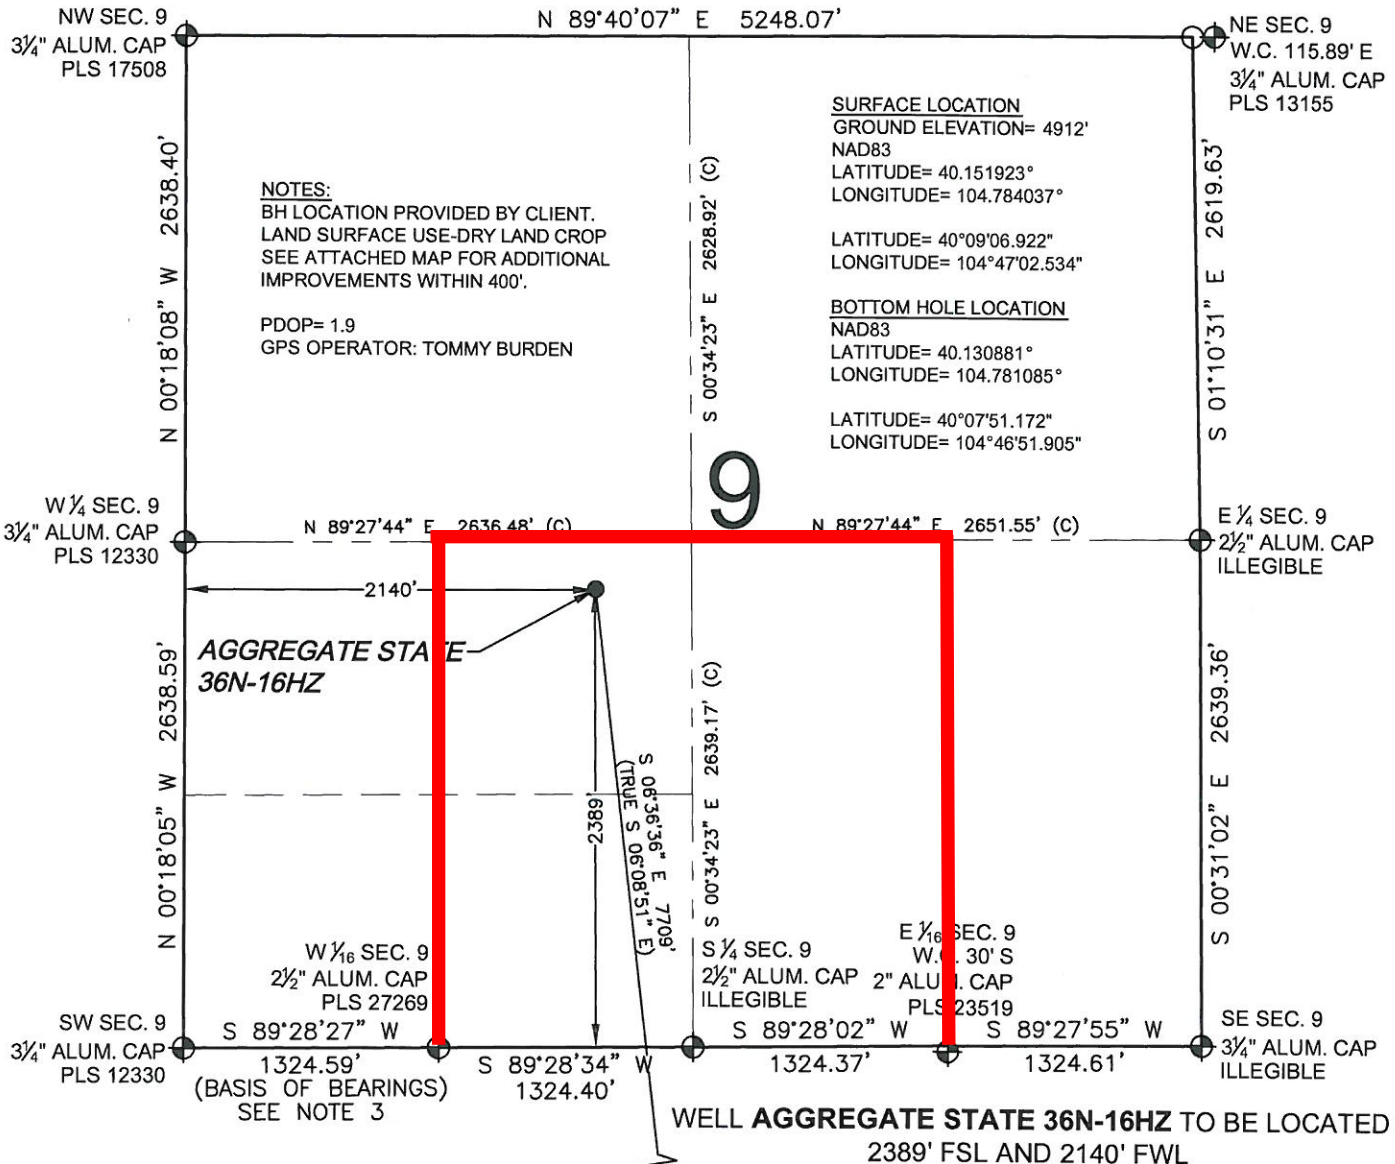 N 89°40'07" E 5248.07'
NW SEC. 9
3¼" ALUM. CAP
PLS 17508
NE SEC. 9
W.C. 115.89' E
3¼" ALUM. CAP
PLS 13155
N 00°18'08" W 2638.40'
NOTES:
BH LOCATION PROVIDED BY CLIENT.
LAND SURFACE USE-DRY LAND CROP
SEE ATTACHED MAP FOR ADDITIONAL
IMPROVEMENTS WITHIN 400'.
PDOP= 1.9
GPS OPERATOR: TOMMY BURDEN
S 00°34'23" E 2628.92' (C)
SURFACE LOCATION
GROUND ELEVATION= 4912'
NAD83
LATITUDE= 40.151923°
LONGITUDE= 104.784037°
LATITUDE= 40°09'06.922"
LONGITUDE= 104°47'02.534"
BOTTOM HOLE LOCATION
NAD83
LATITUDE= 40.130881°
LONGITUDE= 104.781085°
LATITUDE= 40°07'51.172"
LONGITUDE= 104°46'51.905"
S 01°10'31" E 2619.63'
9
W ¼ SEC. 9
3¼" ALUM. CAP
PLS 12330
N 89°27'44" E 2636.48' (C)
N 89°27'44" E 2651.55' (C)
E ¼ SEC. 9
2½" ALUM. CAP
ILLEGIBLE
2140'
AGGREGATE STATE
36N-16HZ
N 00°18'05" W 2638.59'
2389'
S 06°36'36" E 7709'
(TRUE S 06°08'51" E)
S 00°34'23" E 2639.17' (C)
S 00°31'02" E 2639.36'
W 1/16 SEC. 9
2½" ALUM. CAP
PLS 27269
S ¼ SEC. 9
2½" ALUM. CAP
ILLEGIBLE
E 1/16 SEC. 9
W.C. 30' S
2" ALUM. CAP
PLS 23519
SW SEC. 9
3¼" ALUM. CAP
PLS 12330
S 89°28'27" W
1324.59'
(BASIS OF BEARINGS)
SEE NOTE 3
S 89°28'34" W
1324.40'
S 89°28'02" W
1324.37'
S 89°27'55" W
1324.61'
SE SEC. 9
3¼" ALUM. CAP
ILLEGIBLE
WELL AGGREGATE STATE 36N-16HZ TO BE LOCATED
2389' FSL AND 2140' FWL